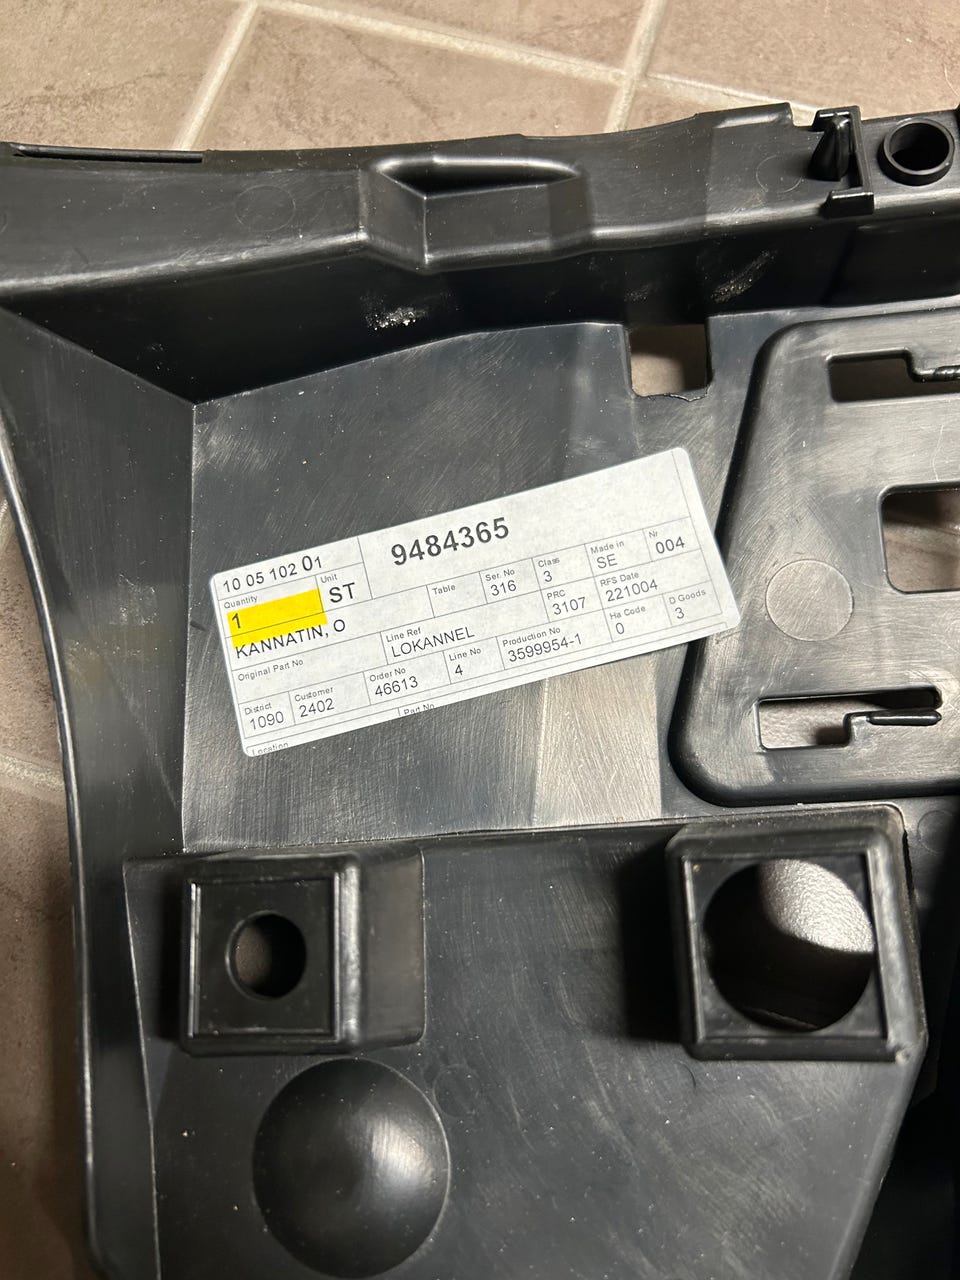 10 05 102 01
9484365
Quantity Unit Table Ser. No Class Made in Nr
1 ST 316 3 SE 004
KANNATIN, O PRC RFS Date
3107 221004
Original Part No Line Ref Production No Ha Code D Goods
LOKANNEL 3599954-1 0 3
District Customer Order No Line No
1090 2402 46613 4
Location Part No